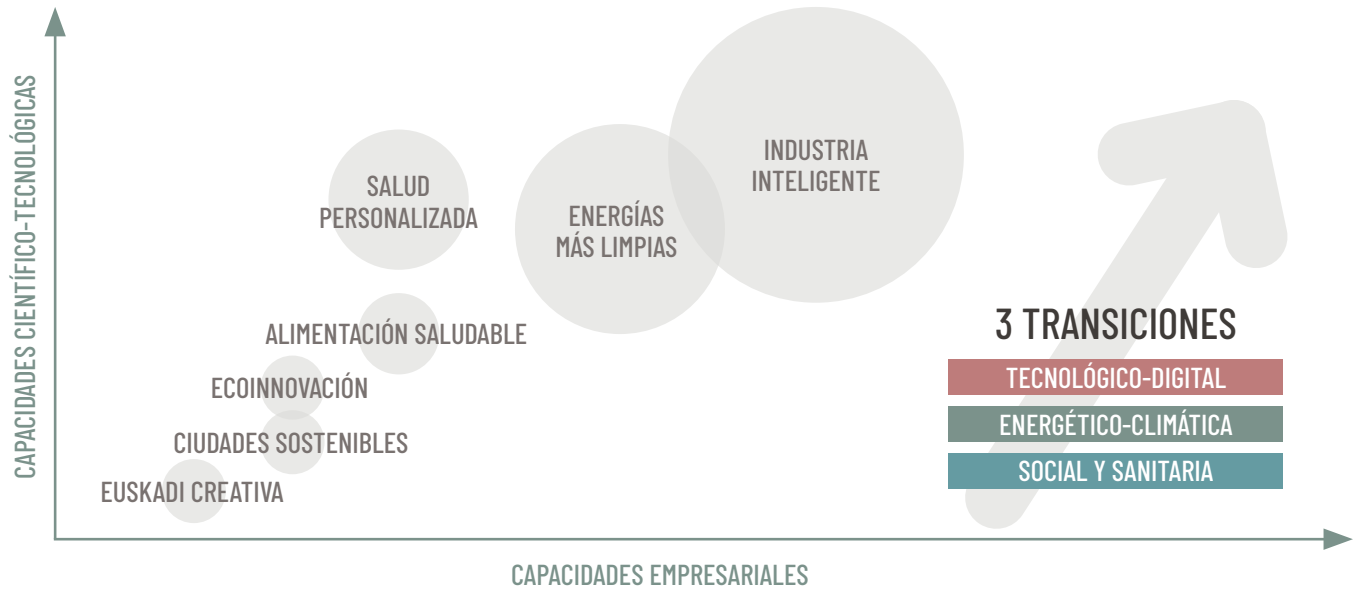 CAPACIDADES CIENTÍFICO-TECNOLÓGICAS
INDUSTRIA
INTELIGENTE
SALUD
PERSONALIZADA
ENERGÍAS
MÁS LIMPIAS
ALIMENTACIÓN SALUDABLE
ECOINNOVACIÓN
CIUDADES SOSTENIBLES
EUSKADI CREATIVA
3 TRANSICIONES
TECNOLÓGICO-DIGITAL
ENERGÉTICO-CLIMÁTICA
SOCIAL Y SANITARIA
CAPACIDADES EMPRESARIALES